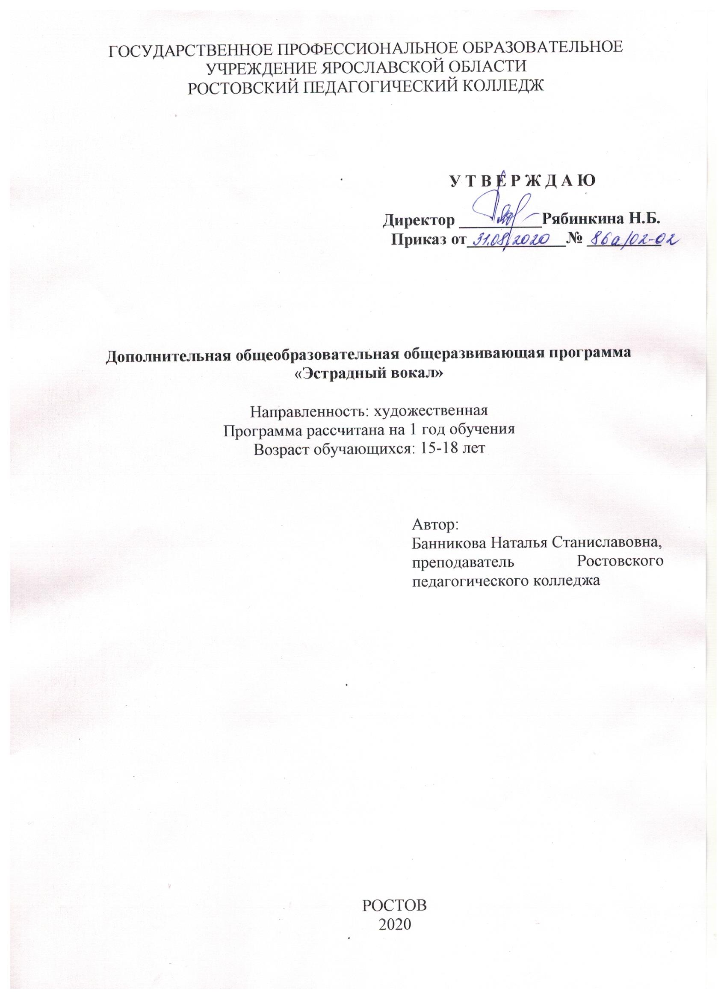 ГОСУДАРСТВЕННОЕ ПРОФЕССИОНАЛЬНОЕ ОБРАЗОВАТЕЛЬНОЕ
УЧРЕЖДЕНИЕ ЯРОСЛАВСКОЙ ОБЛАСТИ
РОСТОВСКИЙ ПЕДАГОГИЧЕСКИЙ КОЛЛЕДЖ
У Т В Е Р Ж Д А Ю
Директор __________Рябинкина Н.Б.
Приказ от 31.08.2020 № 86а/02-02
Дополнительная общеобразовательная общеразвивающая программа
«Эстрадный вокал»
Направленность: художественная
Программа рассчитана на 1 год обучения
Возраст обучающихся: 15-18 лет
Автор:
Банникова Наталья Станиславовна,
преподаватель Ростовского
педагогического колледжа
РОСТОВ
2020